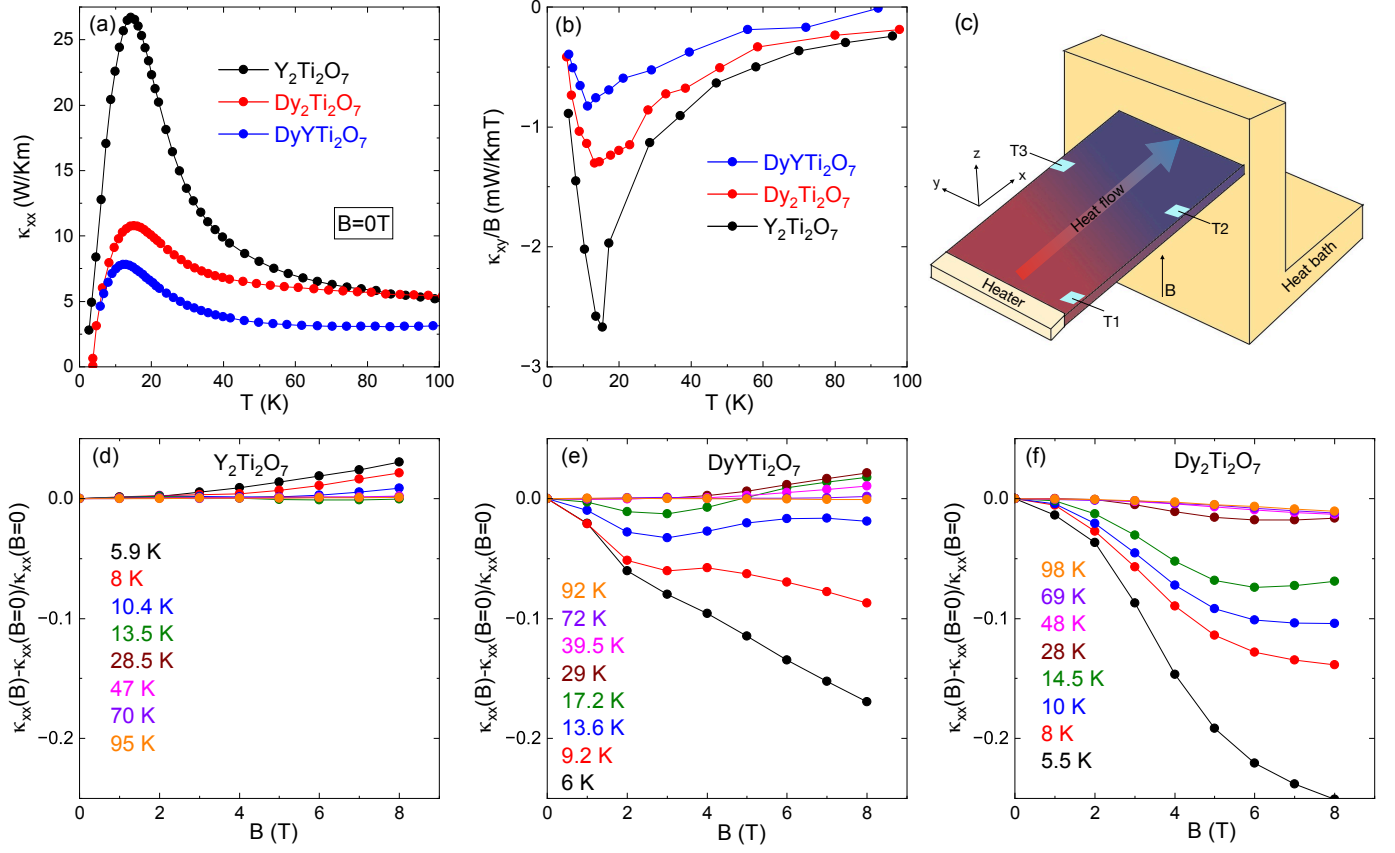 (a)
25
20
15
10
5
0
κxx (W/Km)
Y2Ti2O7
Dy2Ti2O7
DyYTi2O7
B=0T
0 20 40 60 80 100
T (K)
(b)
0
−1
−2
−3
κxy/B (mW/KmT)
DyYTi2O7
Dy2Ti2O7
Y2Ti2O7
0 20 40 60 80 100
T (K)
(c)
z
y
x
T3
T2
T1
Heat flow
Heater
B
Heat bath
(d)
Y2Ti2O7
0.0
−0.1
−0.2
κxx(B)-κxx(B=0)/κxx(B=0)
5.9 K
8 K
10.4 K
13.5 K
28.5 K
47 K
70 K
95 K
0 2 4 6 8
B (T)
(e)
DyYTi2O7
0.0
−0.1
−0.2
κxx(B)-κxx(B=0)/κxx(B=0)
92 K
72 K
39.5 K
29 K
17.2 K
13.6 K
9.2 K
6 K
0 2 4 6 8
B (T)
(f)
Dy2Ti2O7
0.0
−0.1
−0.2
κxx(B)-κxx(B=0)/κxx(B=0)
98 K
69 K
48 K
28 K
14.5 K
10 K
8 K
5.5 K
0 2 4 6 8
B (T)